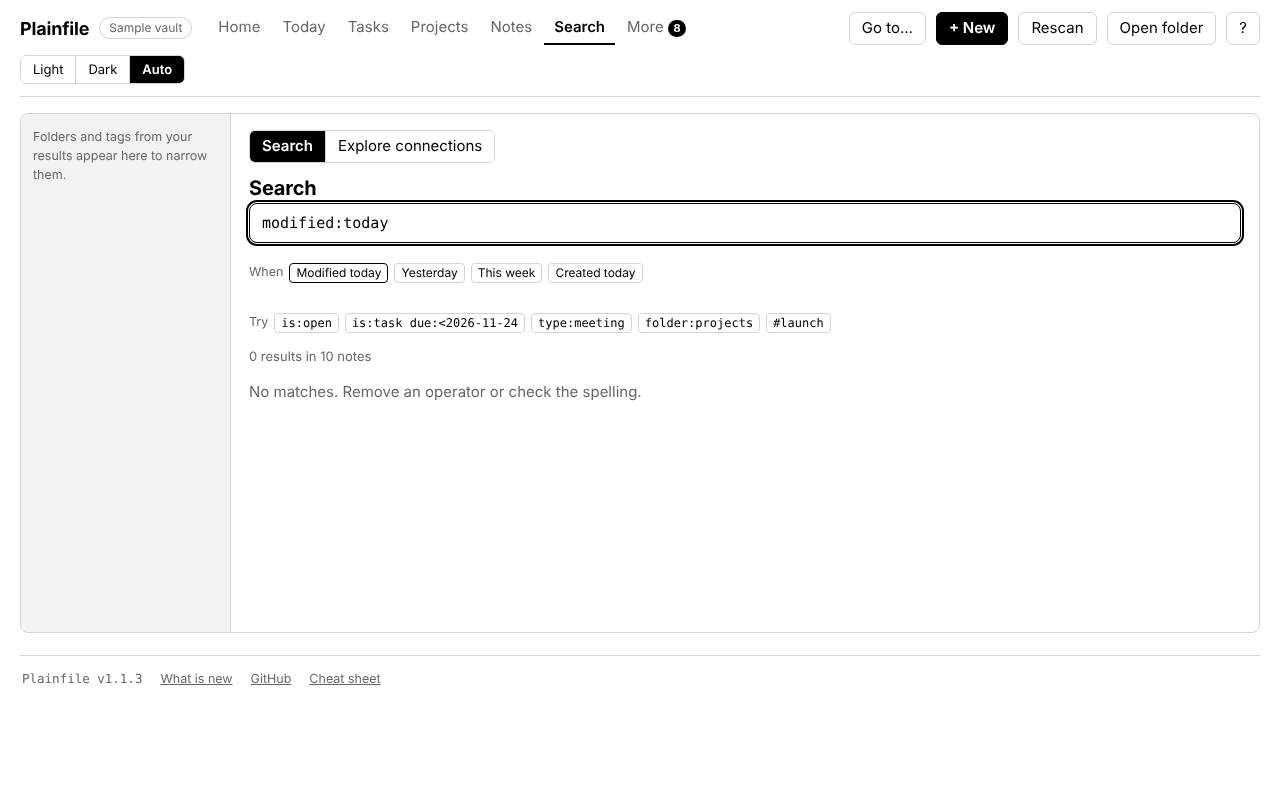 Plainfile Sample vault Home Today Tasks Projects Notes Search More 8 Go to... + New Rescan Open folder ?
Light Dark Auto
Folders and tags from your
results appear here to narrow
them.
Search Explore connections
Search
modified:today
When Modified today Yesterday This week Created today
Try is:open is:task due:<2026-11-24 type:meeting folder:projects #launch
0 results in 10 notes
No matches. Remove an operator or check the spelling.
Plainfile v1.1.3 What is new GitHub Cheat sheet